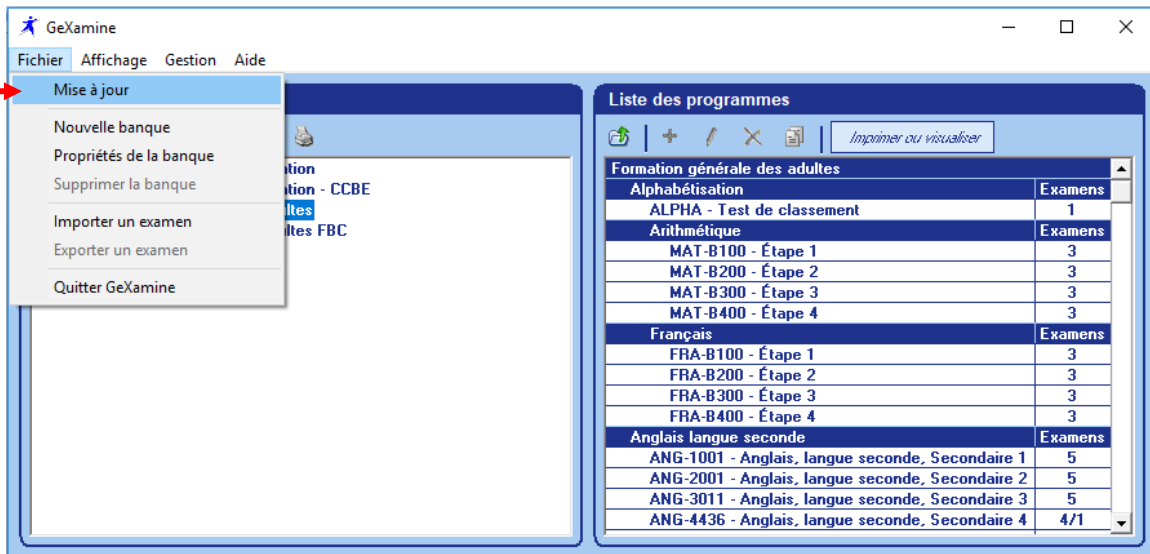 GeXamine
Fichier Affichage Gestion Aide
Mise à jour
Nouvelle banque
Propriétés de la banque
Supprimer la banque
Importer un examen
Exporter un examen
Quitter GeXamine
tion
tion - CCBE
ltes
ltes FBC
Liste des programmes
Imprimer ou visualiser
Formation générale des adultes
Alphabétisation Examens
ALPHA - Test de classement 1
Arithmétique Examens
MAT-B100 - Étape 1 3
MAT-B200 - Étape 2 3
MAT-B300 - Étape 3 3
MAT-B400 - Étape 4 3
Français Examens
FRA-B100 - Étape 1 3
FRA-B200 - Étape 2 3
FRA-B300 - Étape 3 3
FRA-B400 - Étape 4 3
Anglais langue seconde Examens
ANG-1001 - Anglais, langue seconde, Secondaire 1 5
ANG-2001 - Anglais, langue seconde, Secondaire 2 5
ANG-3011 - Anglais, langue seconde, Secondaire 3 5
ANG-4436 - Anglais, langue seconde, Secondaire 4 4/1